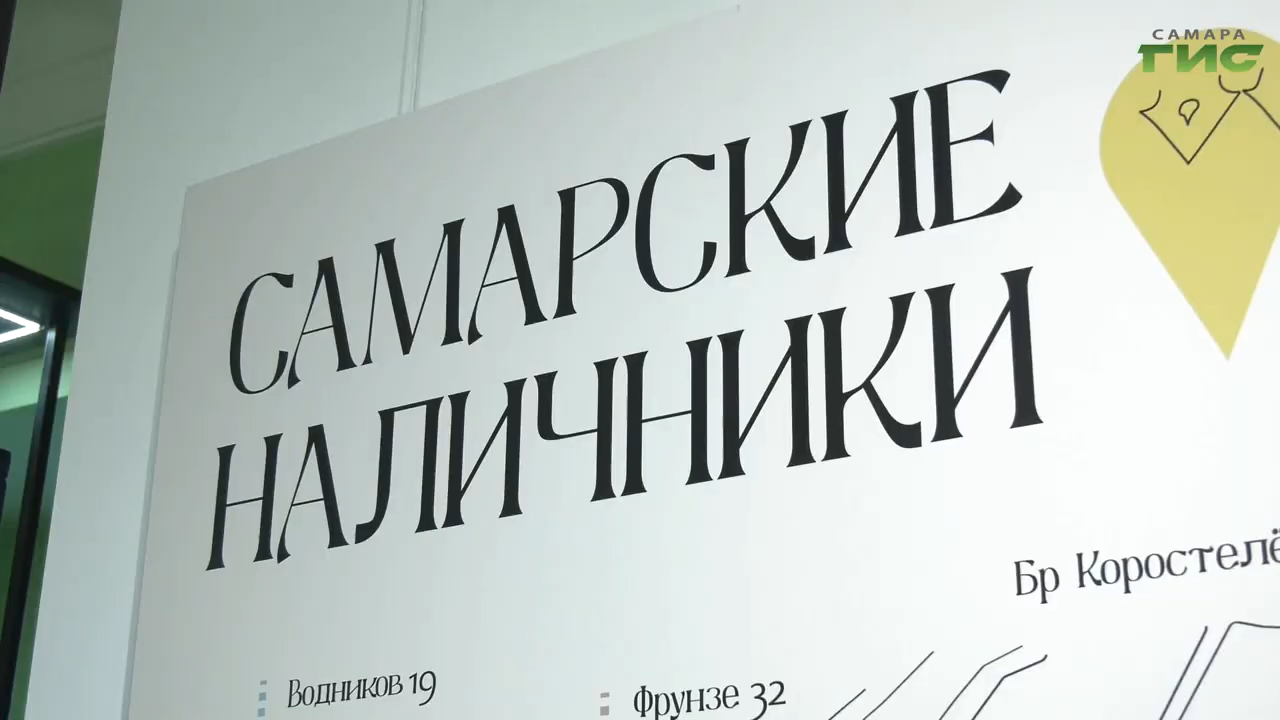 САМАРА
ГИС
САМАРСКИЕ
НАЛИЧНИКИ
Бр Коростелё
Водников 19
Фрунзе 32